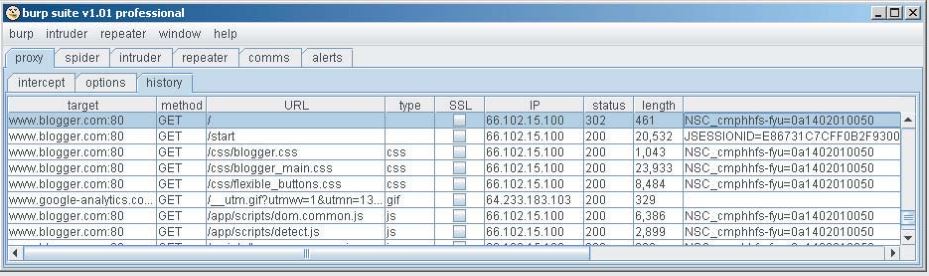 burp suite v1.01 professional
burp intruder repeater window help
proxy spider intruder repeater comms alerts
intercept options history
target method URL type SSL IP status length
www.blogger.com:80 GET / 66.102.15.100 302 461 NSC_cmphhfs-fyu=0a1402010050
www.blogger.com:80 GET /start 66.102.15.100 200 20,532 JSESSIONID=E86731C7CFF0B2F9300
www.blogger.com:80 GET /css/blogger.css css 66.102.15.100 200 1,043 NSC_cmphhfs-fyu=0a1402010050
www.blogger.com:80 GET /css/blogger_main.css css 66.102.15.100 200 23,933 NSC_cmphhfs-fyu=0a1402010050
www.blogger.com:80 GET /css/flexible_buttons.css css 66.102.15.100 200 8,484 NSC_cmphhfs-fyu=0a1402010050
www.google-analytics.co... GET /__utm.gif?utmwv=1&utmn=13... gif 64.233.183.103 200 329
www.blogger.com:80 GET /app/scripts/dom.common.js js 66.102.15.100 200 6,386 NSC_cmphhfs-fyu=0a1402010050
www.blogger.com:80 GET /app/scripts/detect.js js 66.102.15.100 200 2,899 NSC_cmphhfs-fyu=0a1402010050